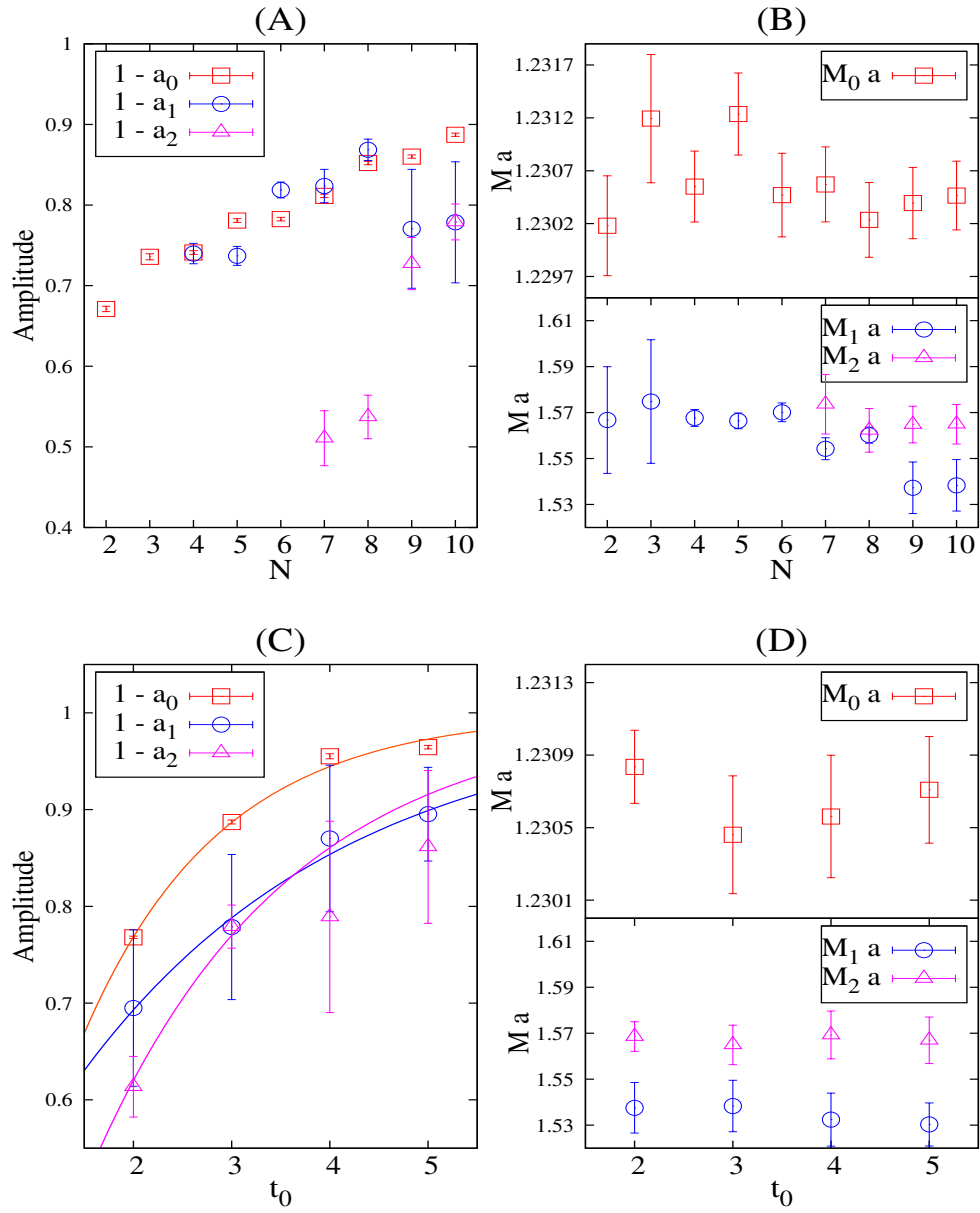 (A)
1 - a0
1 - a1
1 - a2
Amplitude
1
0.9
0.8
0.7
0.6
0.5
0.4
2 3 4 5 6 7 8 9 10
N
(B)
M0 a
M a
1.2317
1.2312
1.2307
1.2302
1.2297
M1 a
M2 a
M a
1.61
1.59
1.57
1.55
1.53
2 3 4 5 6 7 8 9 10
N
(C)
1 - a0
1 - a1
1 - a2
Amplitude
1
0.9
0.8
0.7
0.6
2 3 4 5
t0
(D)
M0 a
M a
1.2313
1.2309
1.2305
1.2301
M1 a
M2 a
M a
1.61
1.59
1.57
1.55
1.53
2 3 4 5
t0